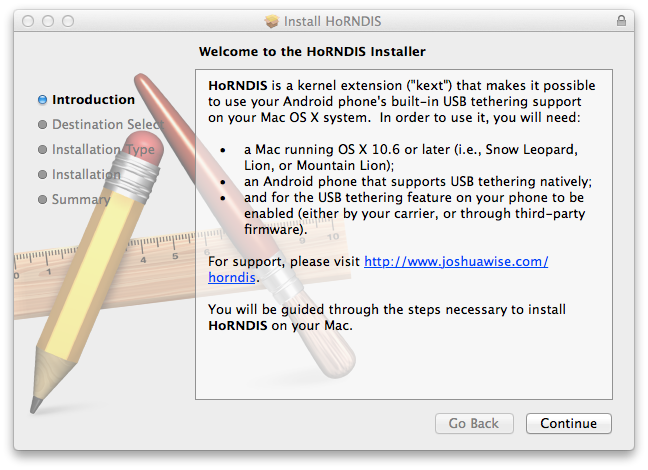 Install HoRNDIS
Welcome to the HoRNDIS Installer
Introduction
Destination Select
Installation Type
Installation
Summary
HoRNDIS is a kernel extension ("kext") that makes it possible
to use your Android phone's built-in USB tethering support
on your Mac OS X system.  In order to use it, you will need:
• a Mac running OS X 10.6 or later (i.e., Snow Leopard,
Lion, or Mountain Lion);
• an Android phone that supports USB tethering natively;
• and for the USB tethering feature on your phone to be
enabled (either by your carrier, or through third-party
firmware).
For support, please visit http://www.joshuawise.com/
horndis.
You will be guided through the steps necessary to install
HoRNDIS on your Mac.
0 1 4 5 6
Go Back
Continue